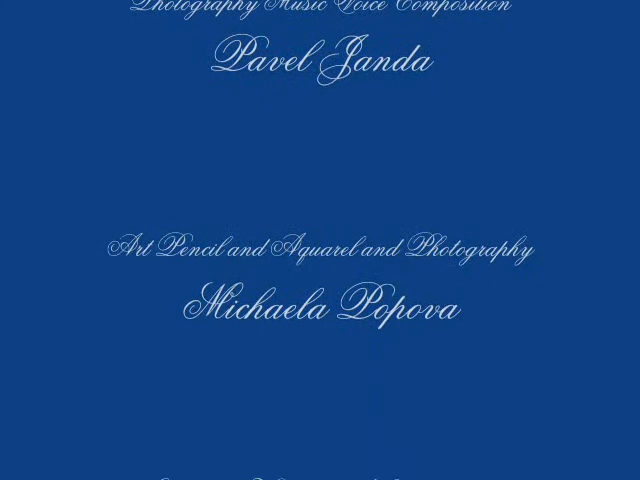 Photography Music Voice Composition
Pavel Janda
Art Pencil and Aquarel and Photography
Michaela Popova